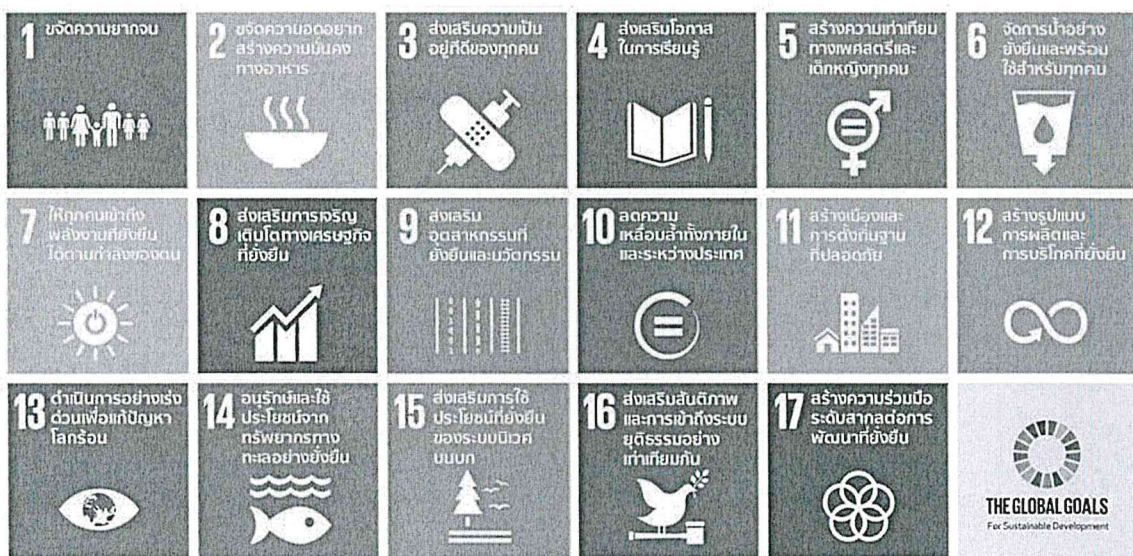 1 ขจัดความยากจน
2 ขจัดความอดอยาก
สร้างความมั่นคง
ทางอาหาร
3 ส่งเสริมความเป็น
อยู่ที่ดีของทุกคน
4 ส่งเสริมโอกาส
ในการเรียนรู้
5 สร้างความเท่าเทียม
ทางเพศสตรีและ
เด็กหญิงทุกคน
6 จัดการน้ำอย่าง
ยั่งยืนและพร้อม
ใช้สำหรับทุกคน
7 ให้ทุกคนเข้าถึง
พลังงานที่ยั่งยืน
ได้ตามกำลังของตน
8 ส่งเสริมการเจริญ
เติบโตทางเศรษฐกิจ
ที่ยั่งยืน
9 ส่งเสริม
อุตสาหกรรมที่
ยั่งยืนและนวัตกรรม
10 ลดความ
เหลื่อมล้ำทั้งภายใน
และระหว่างประเทศ
11 สร้างเมืองและ
การตั้งถิ่นฐาน
ที่ปลอดภัย
12 สร้างรูปแบบ
การผลิตและ
การบริโภคที่ยั่งยืน
13 ดำเนินการอย่างเร่ง
ด่วนเพื่อแก้ปัญหา
โลกร้อน
14 อนุรักษ์และใช้
ประโยชน์จาก
ทรัพยากรทาง
ทะเลอย่างยั่งยืน
15 ส่งเสริมการใช้
ประโยชน์ที่ยั่งยืน
ของระบบนิเวศ
บนบก
16 ส่งเสริมสันติภาพ
และการเข้าถึงระบบ
ยุติธรรมอย่าง
เท่าเทียมกัน
17 สร้างความร่วมมือ
ระดับสากลต่อการ
พัฒนาที่ยั่งยืน
THE GLOBAL GOALS
For Sustainable Development